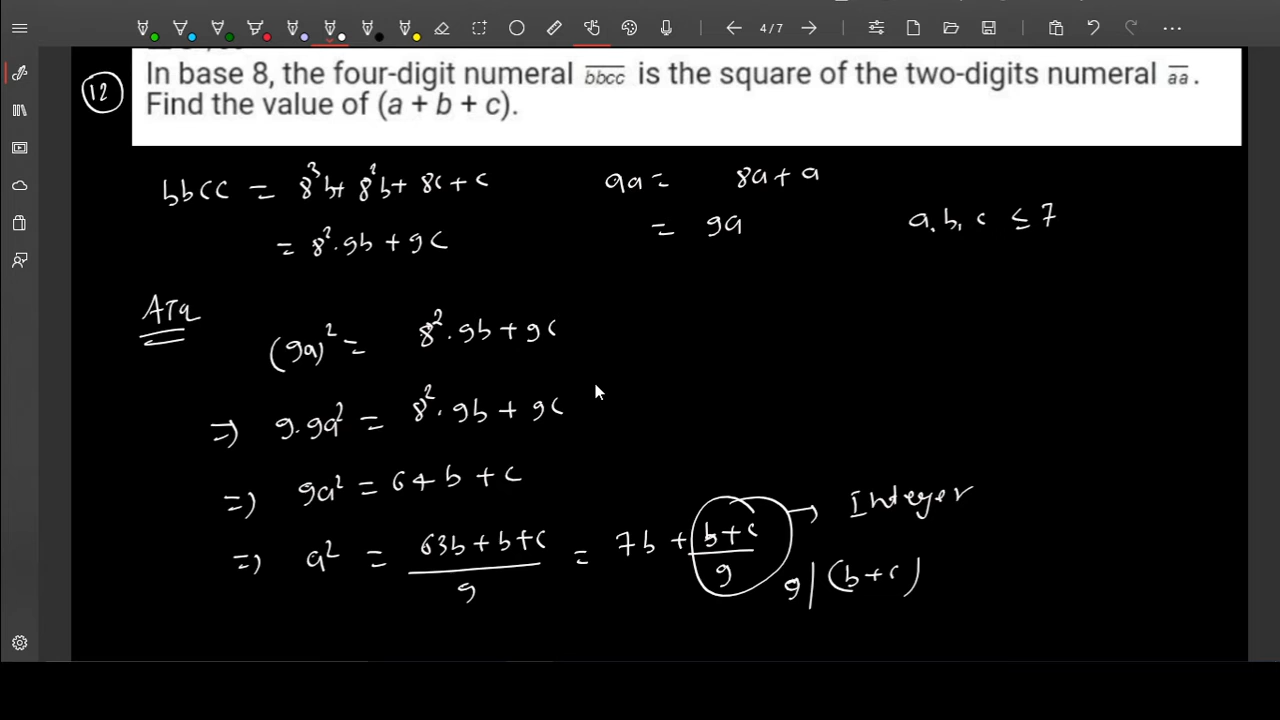 4/7
12
In base 8, the four-digit numeral bbcc is the square of the two-digits numeral aa.
Find the value of (a + b + c).
bbcc = 8³b + 8²b + 8c + c
aa = 8a + a
= 8²·9b + 9c
= 9a
a, b, c ≤ 7
ATQ
(9a)² = 8²·9b + 9c
⇒ 9·9a² = 8²·9b + 9c
⇒ 9a² = 64b + c
⇒ a² = (63b + b + c)/9 = 7b + (b + c)/9 → Integer
9|(b + c)